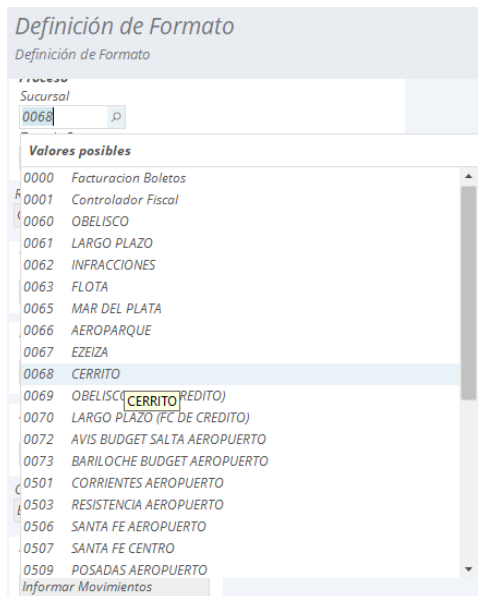 Definición de Formato
Definición de Formato
Proceso
Sucursal
0068
Valores posibles
0000 Facturacion Boletos
0001 Controlador Fiscal
0060 OBELISCO
0061 LARGO PLAZO
0062 INFRACCIONES
0063 FLOTA
0065 MAR DEL PLATA
0066 AEROPARQUE
0067 EZEIZA
0068 CERRITO
0069 OBELISCO REDITO)
CERRITO
0070 LARGO PLAZO (FC DE CREDITO)
0072 AVIS BUDGET SALTA AEROPUERTO
0073 BARILOCHE BUDGET AEROPUERTO
0501 CORRIENTES AEROPUERTO
0503 RESISTENCIA AEROPUERTO
0506 SANTA FE AEROPUERTO
0507 SANTA FE CENTRO
0509 POSADAS AEROPUERTO
Informar Movimientos